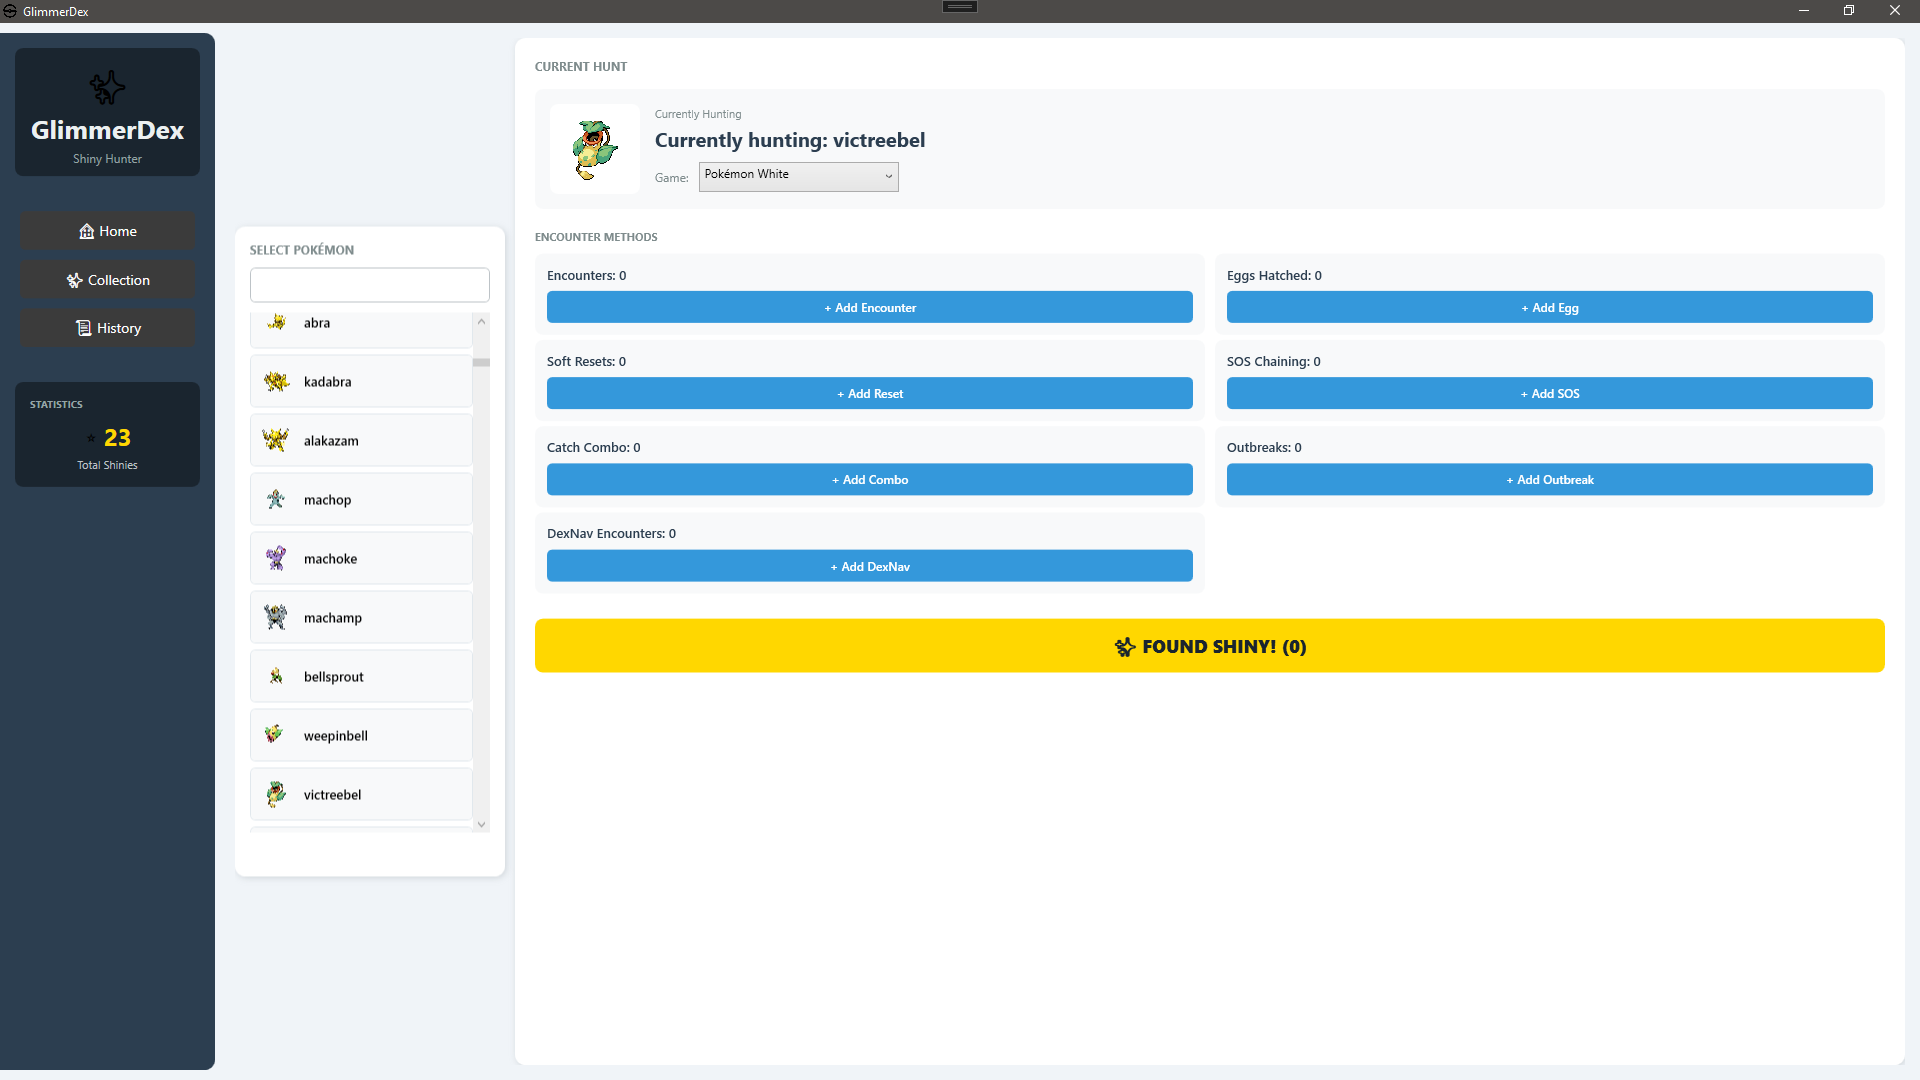 GlimmerDex
GlimmerDex
Shiny Hunter
Home
Collection
History
STATISTICS
23
Total Shinies
SELECT POKÉMON
abra
kadabra
alakazam
machop
machoke
machamp
bellsprout
weepinbell
victreebel
CURRENT HUNT
Currently Hunting
Currently hunting: victreebel
Game: Pokémon White
ENCOUNTER METHODS
Encounters: 0
+ Add Encounter
Eggs Hatched: 0
+ Add Egg
Soft Resets: 0
+ Add Reset
SOS Chaining: 0
+ Add SOS
Catch Combo: 0
+ Add Combo
Outbreaks: 0
+ Add Outbreak
DexNav Encounters: 0
+ Add DexNav
FOUND SHINY! (0)